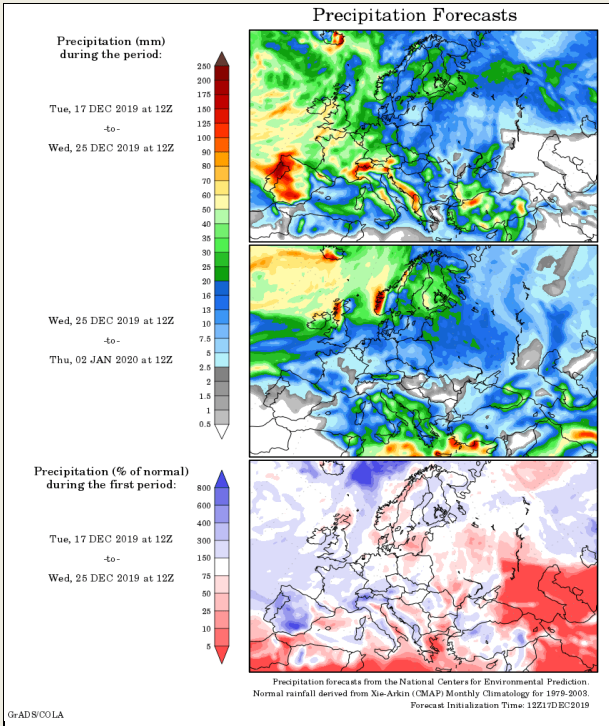 Precipitation Forecasts
Precipitation (mm)
during the period:
Tue, 17 DEC 2019 at 12Z
-to-
Wed, 25 DEC 2019 at 12Z
250
200
175
150
125
100
90
80
70
60
50
40
35
30
25
20
16
13
10
7.5
5
2.5
2
1.5
1
0.5
Wed, 25 DEC 2019 at 12Z
-to-
Thu, 02 JAN 2020 at 12Z
Precipitation (% of normal)
during the first period:
Tue, 17 DEC 2019 at 12Z
-to-
Wed, 25 DEC 2019 at 12Z
800
600
400
300
150
75
50
25
10
5
Precipitation forecasts from the National Centers for Environmental Prediction.
Normal rainfall derived from Xie-Arkin (CMAP) Monthly Climatology for 1979-2003.
Forecast Initialization Time: 12Z17DEC2019
GrADS/COLA